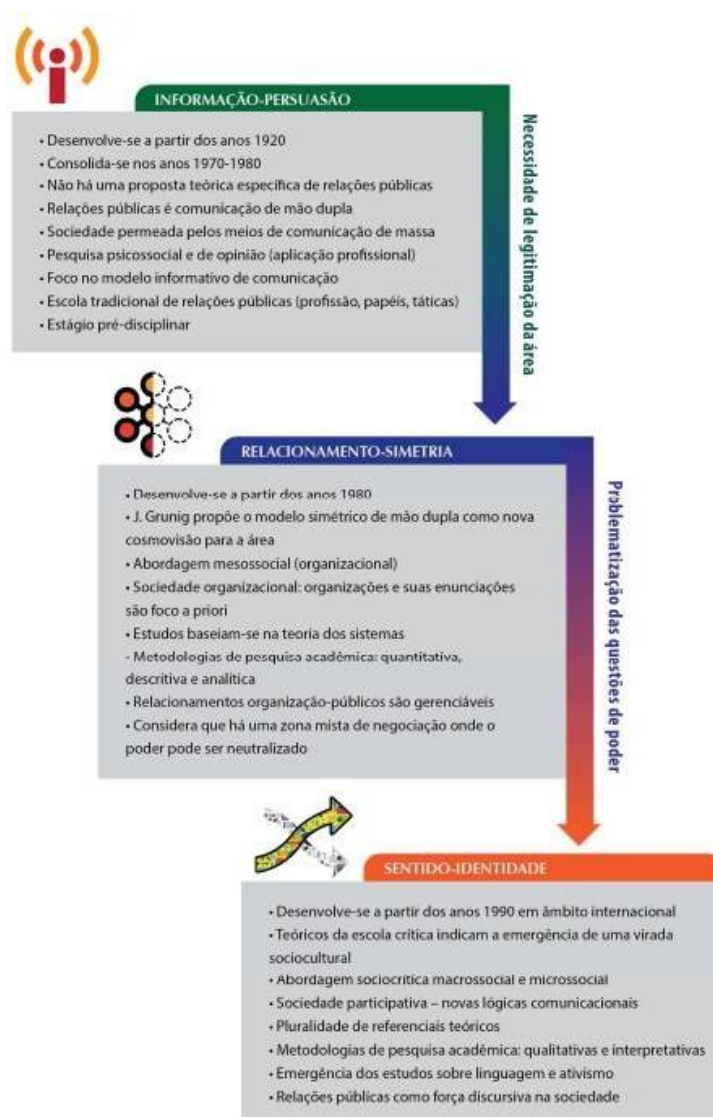 INFORMAÇÃO-PERSUASÃO
• Desenvolve-se a partir dos anos 1920
• Consolida-se nos anos 1970-1980
• Não há uma proposta teórica específica de relações públicas
• Relações públicas é comunicação de mão dupla
• Sociedade permeada pelos meios de comunicação de massa
• Pesquisa psicossocial e de opinião (aplicação profissional)
• Foco no modelo informativo de comunicação
• Escola tradicional de relações públicas (profissão, papéis, táticas)
• Estágio pré-disciplinar
Necessidade de legitimação da área
RELACIONAMENTO-SIMETRIA
• Desenvolve-se a partir dos anos 1980
• J. Grunig propõe o modelo simétrico de mão dupla como nova
cosmovisão para a área
• Abordagem mesossocial (organizacional)
• Sociedade organizacional: organizações e suas enunciações
são foco a priori
• Estudos baseiam-se na teoria dos sistemas
- Metodologias de pesquisa acadêmica: quantitativa,
descritiva e analítica
• Relacionamentos organização-públicos são gerenciáveis
• Considera que há uma zona mista de negociação onde o
poder pode ser neutralizado
Problematização das questões de poder
SENTIDO-IDENTIDADE
• Desenvolve-se a partir dos anos 1990 em âmbito internacional
• Teóricos da escola crítica indicam a emergência de uma virada
sociocultural
• Abordagem sociocrítica macrossocial e microssocial
• Sociedade participativa – novas lógicas comunicacionais
• Pluralidade de referenciais teóricos
• Metodologias de pesquisa acadêmica: qualitativas e interpretativas
• Emergência dos estudos sobre linguagem e ativismo
• Relações públicas como força discursiva na sociedade